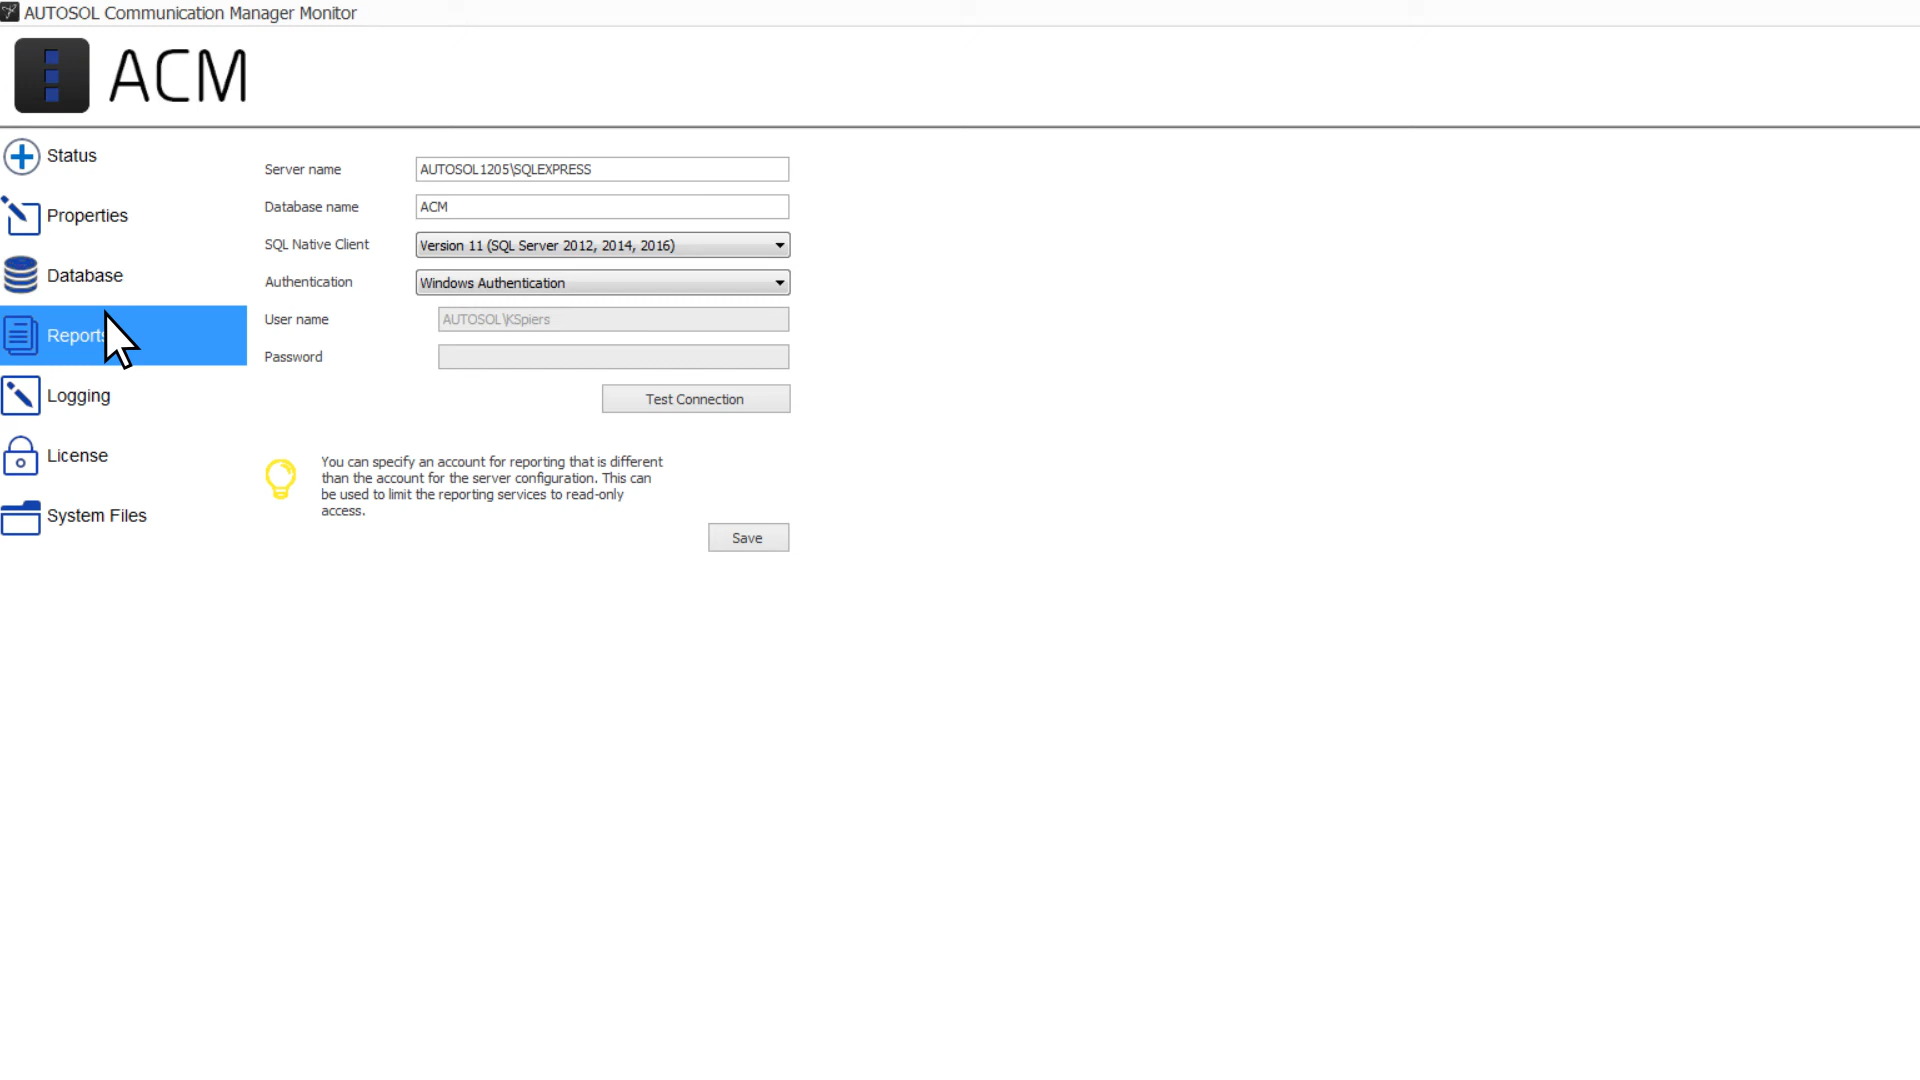 AUTOSOL Communication Manager Monitor
ACM
Status
Properties
Database
Reports
Logging
License
System Files
Server name
AUTOSOL1205\SQLEXPRESS
Database name
ACM
SQL Native Client
Version 11 (SQL Server 2012, 2014, 2016)
Authentication
Windows Authentication
User name
AUTOSOL\KSpiers
Password
Test Connection
You can specify an account for reporting that is different
than the account for the server configuration. This can
be used to limit the reporting services to read-only
access.
Save